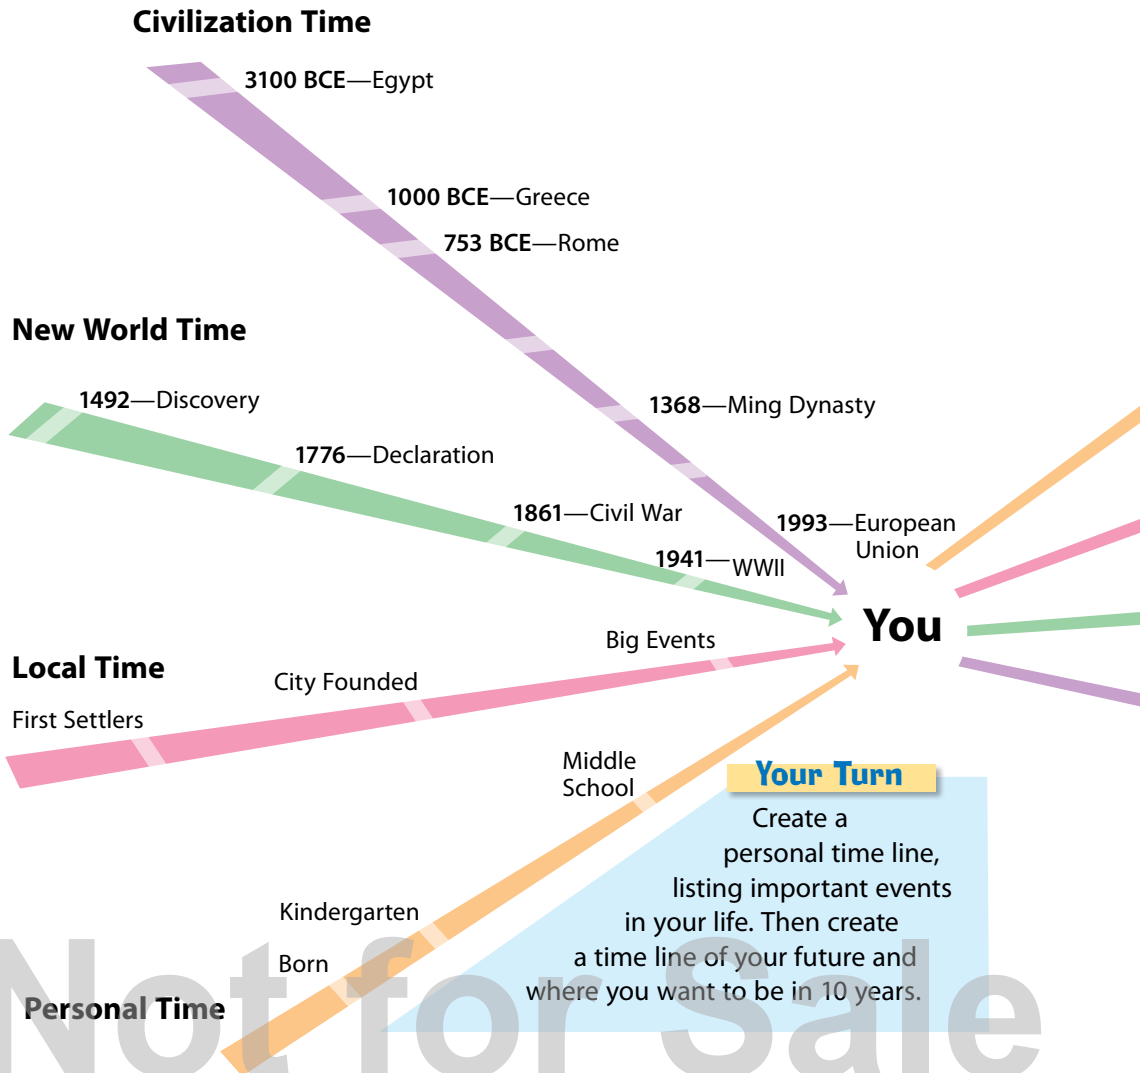 Civilization Time
3100 BCE—Egypt
1000 BCE—Greece
753 BCE—Rome
1368—Ming Dynasty
1993—European
Union
New World Time
1492—Discovery
1776—Declaration
1861—Civil War
1941—WWII
You
Local Time
First Settlers
City Founded
Big Events
Personal Time
Born
Kindergarten
Middle
School
Your Turn
Create a
personal time line,
listing important events
in your life. Then create
a time line of your future and
where you want to be in 10 years.
Not for Sale